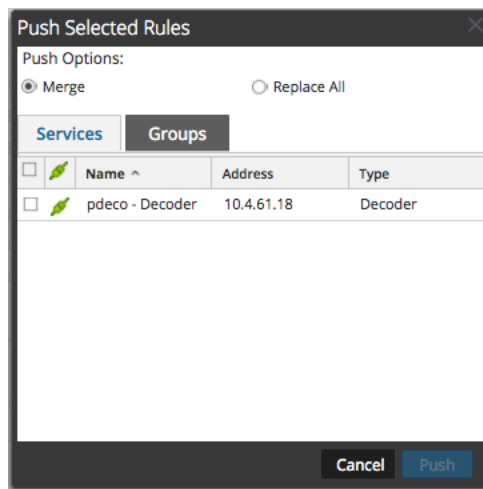 Push Selected Rules
Push Options:
Merge Replace All
Services Groups
Name Address Type
pdeco - Decoder 10.4.61.18 Decoder
Cancel Push